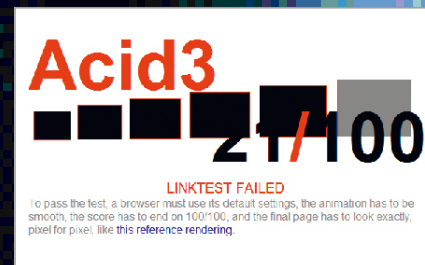 Acid3
21/100
LINKTEST FAILED
To pass the test, a browser must use its default settings, the animation has to be
smooth, the score has to end on 100/100, and the final page has to look exactly,
pixel for pixel, like this reference rendering.